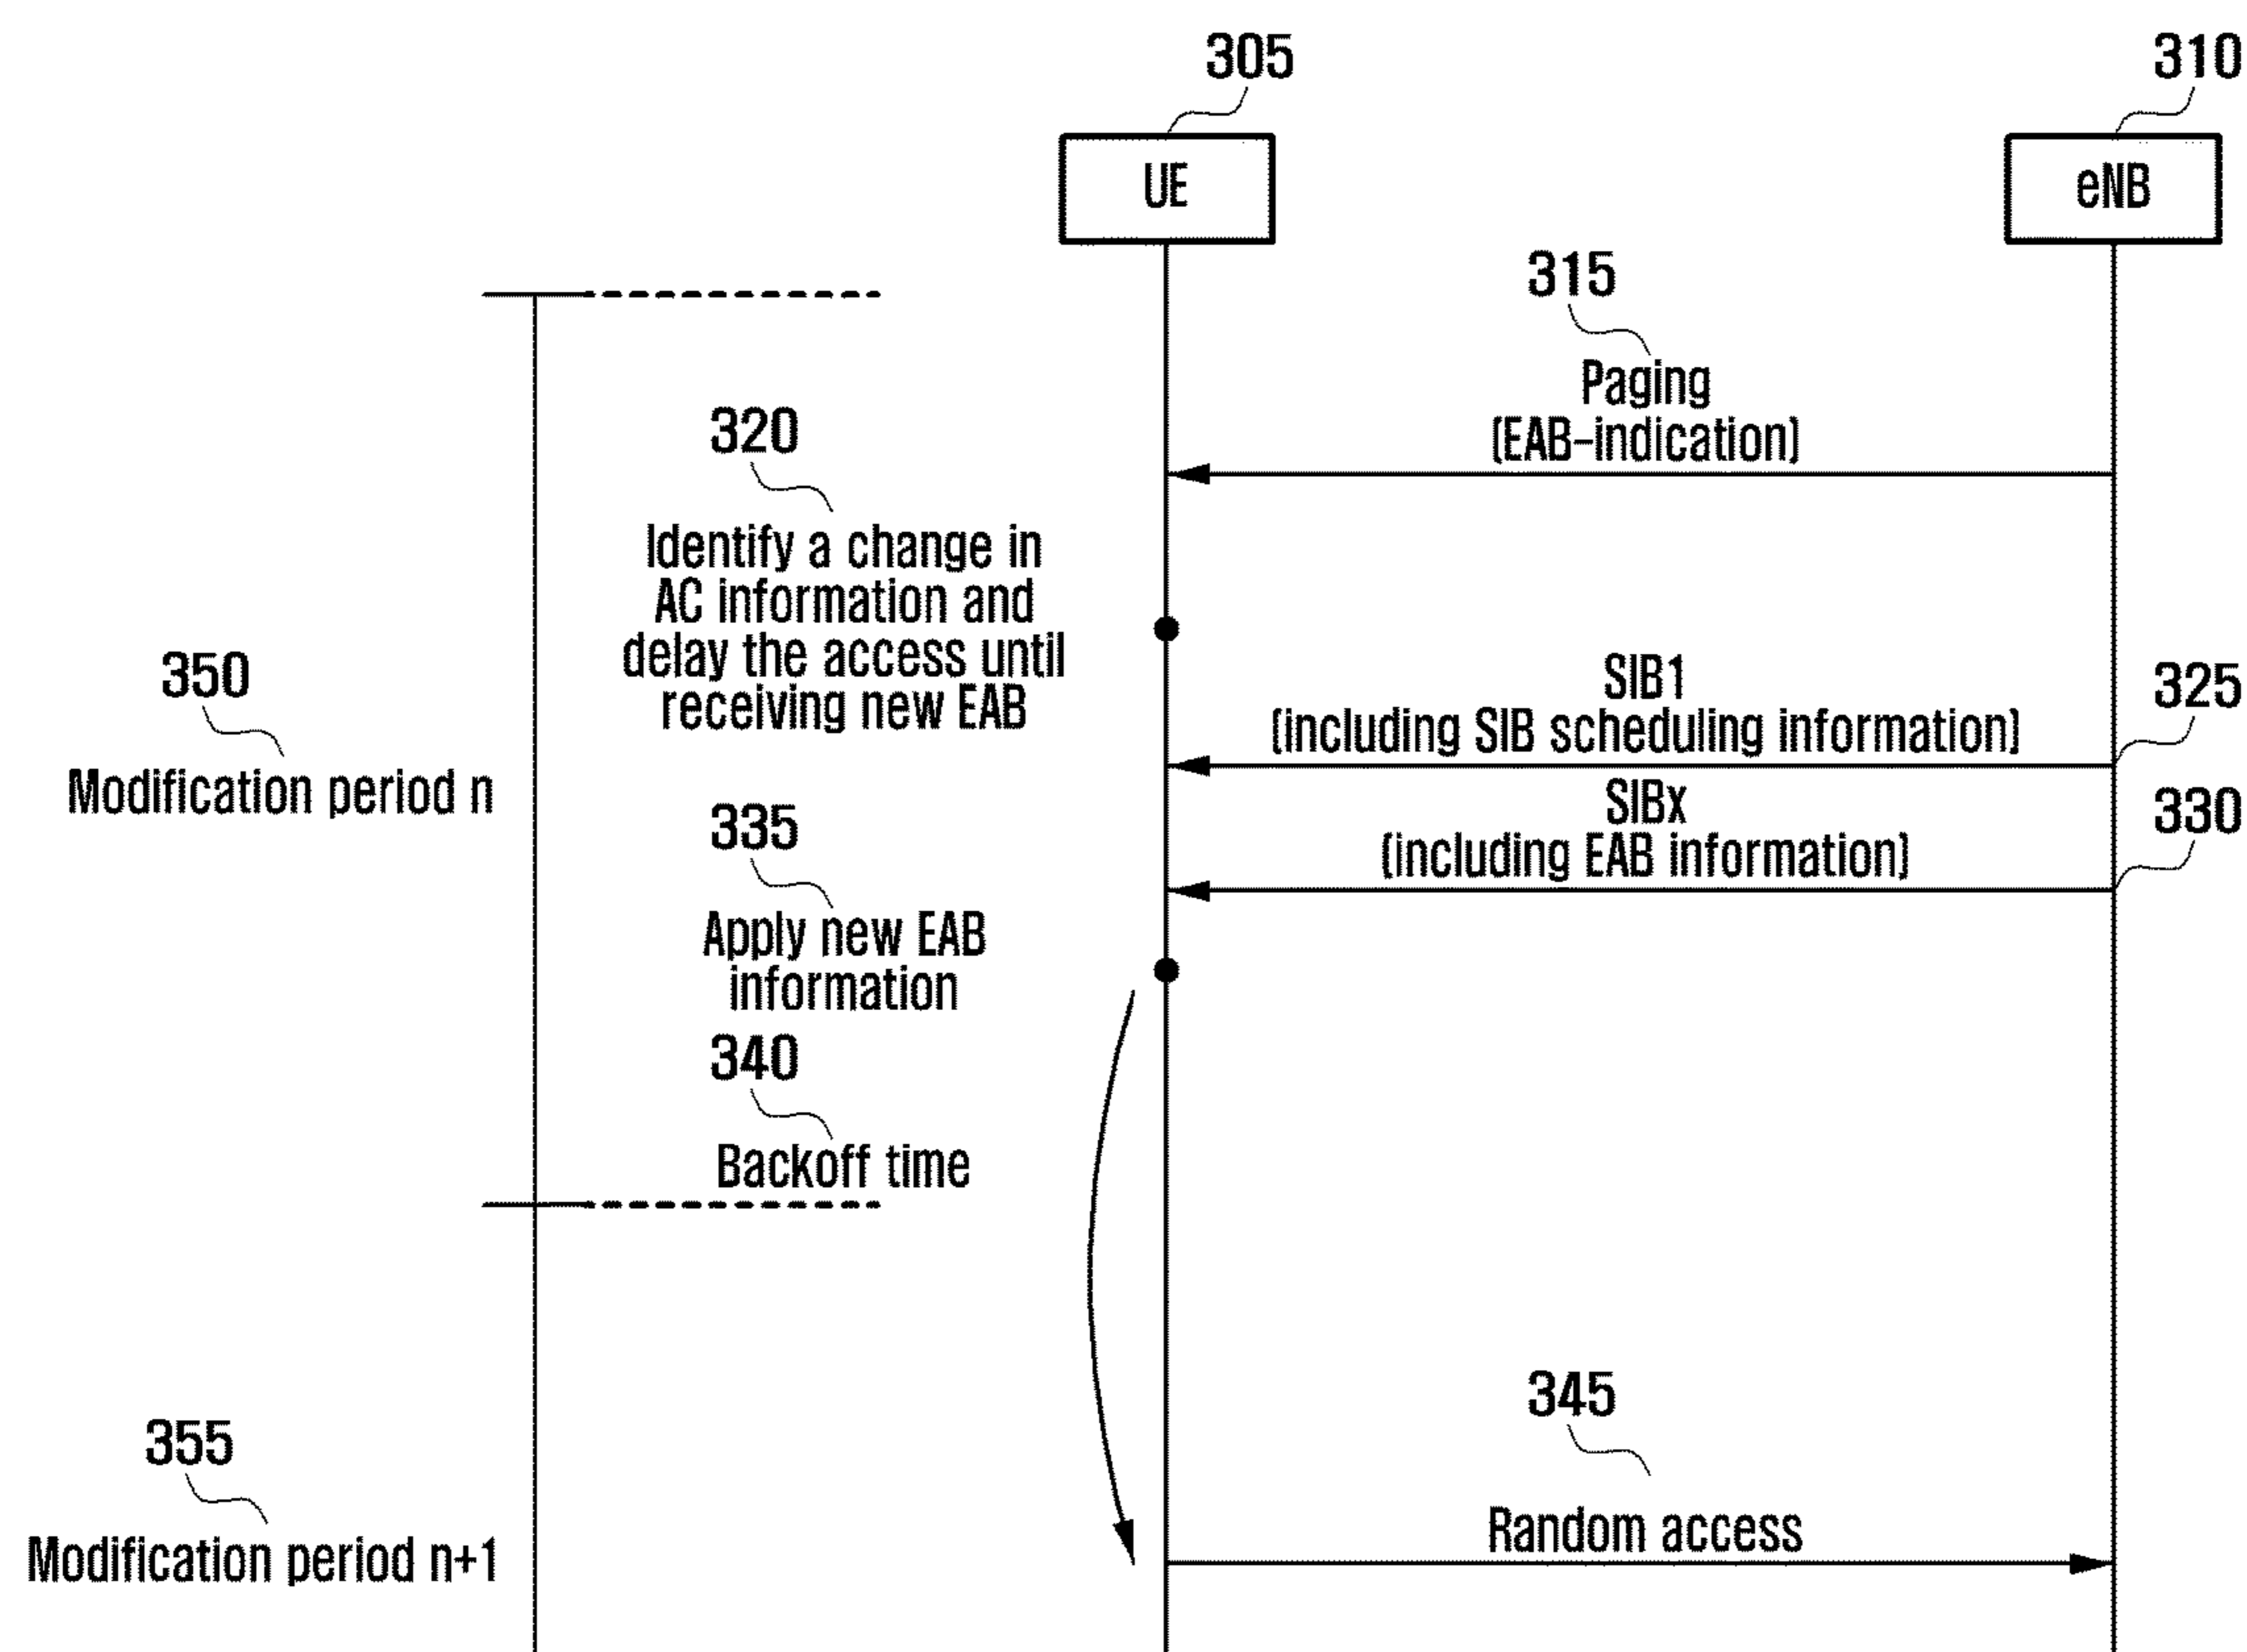 305
310
UE
eNB
315
Paging
(EAB-indication)
320
Identify a change in
AC information and
delay the access until
receiving new EAB
350
Modification period n
SIB1
(including SIB scheduling information)
325
SIBx
(including EAB information)
330
335
Apply new EAB
information
340
Backoff time
345
Random access
355
Modification period n+1